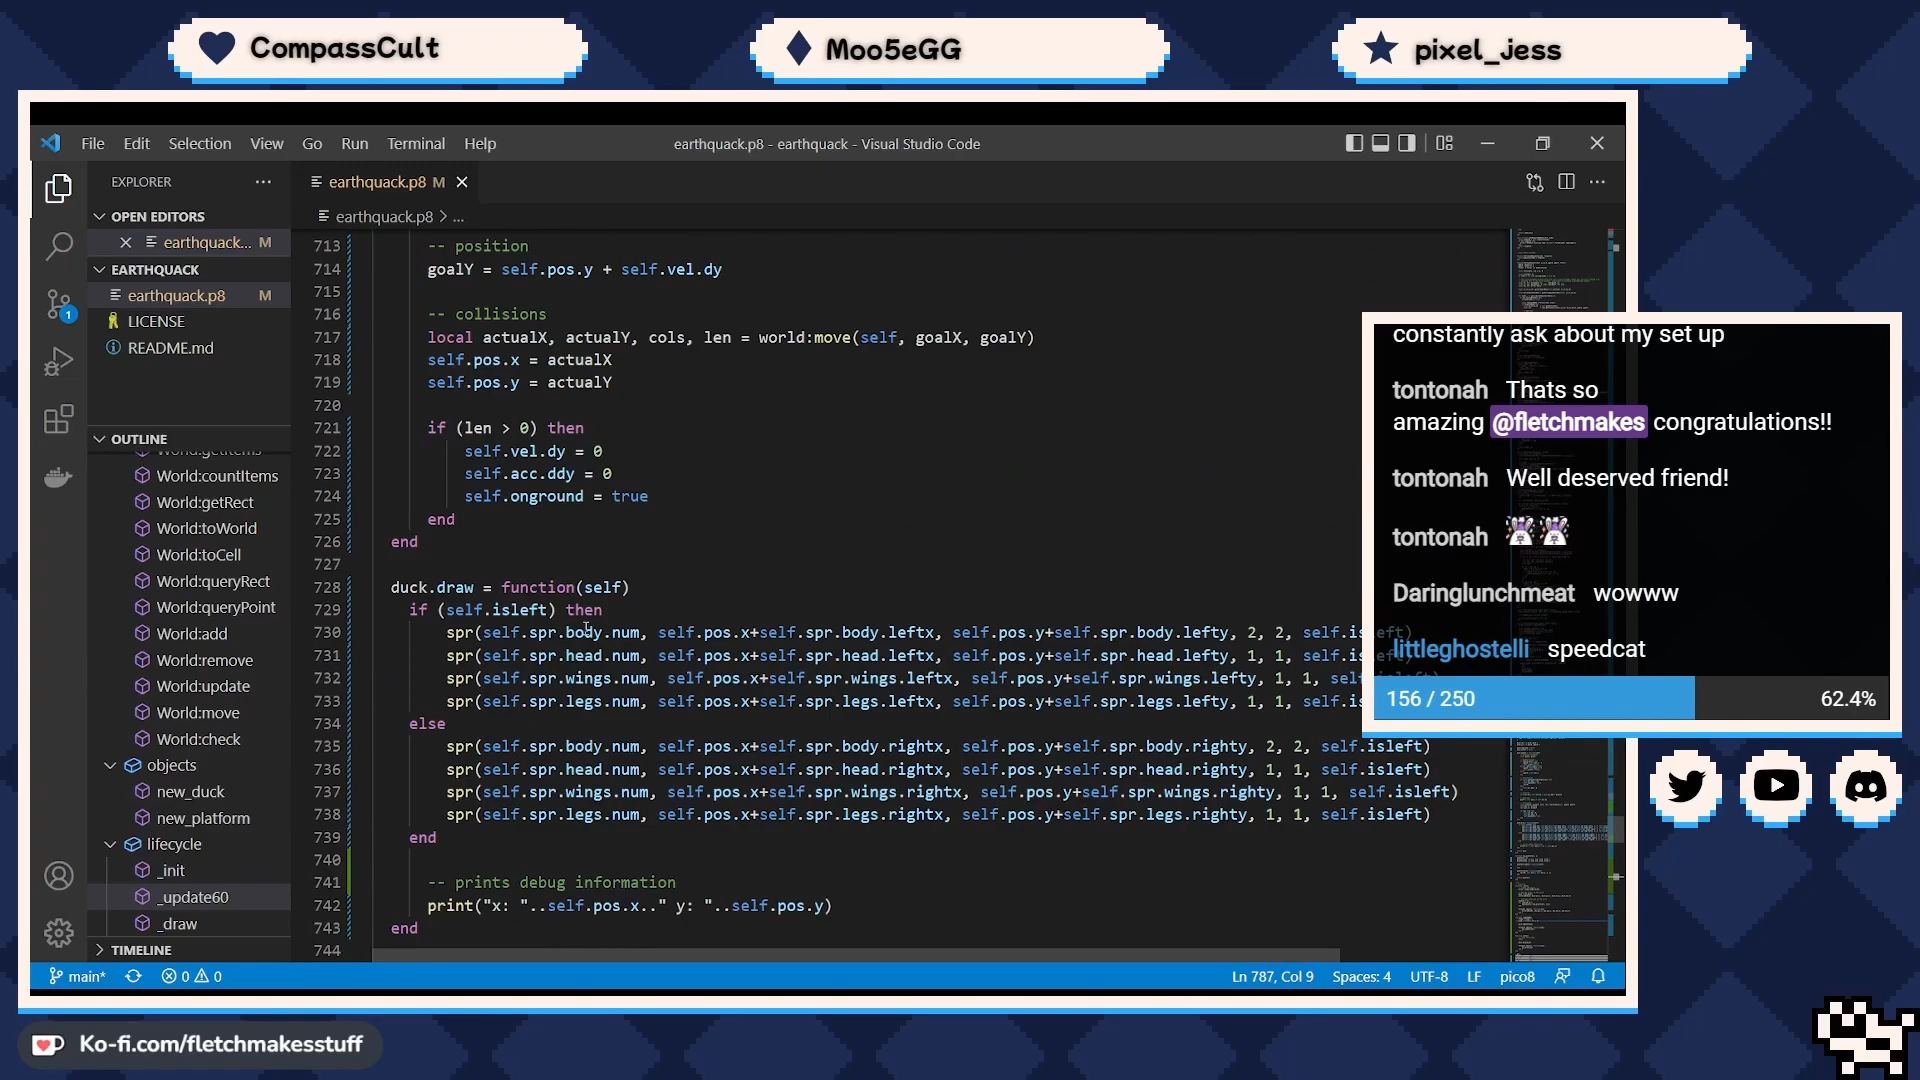 CompassCult
Moo5eGG
pixel_jess
File Edit Selection View Go Run Terminal Help
earthquack.p8 - earthquack - Visual Studio Code
EXPLORER
OPEN EDITORS
earthquack... M
EARTHQUACK
earthquack.p8 M
LICENSE
README.md
OUTLINE
World:getItems
World:countItems
World:getRect
World:toWorld
World:toCell
World:queryRect
World:queryPoint
World:add
World:remove
World:update
World:move
World:check
objects
new_duck
new_platform
lifecycle
_init
_update60
_draw
TIMELINE
earthquack.p8 M
earthquack.p8 > ...
713 -- position
714 goalY = self.pos.y + self.vel.dy
715
716 -- collisions
717 local actualX, actualY, cols, len = world:move(self, goalX, goalY)
718 self.pos.x = actualX
719 self.pos.y = actualY
720
721 if (len > 0) then
722 self.vel.dy = 0
723 self.acc.ddy = 0
724 self.onground = true
725 end
726 end
727
728 duck.draw = function(self)
729 if (self.isleft) then
730 spr(self.spr.body.num, self.pos.x+self.spr.body.leftx, self.pos.y+self.spr.body.lefty, 2, 2, self.isleft)
731 spr(self.spr.head.num, self.pos.x+self.spr.head.leftx, self.pos.y+self.spr.head.lefty, 1, 1, self.is
732 spr(self.spr.wings.num, self.pos.x+self.spr.wings.leftx, self.pos.y+self.spr.wings.lefty, 1, 1, self
733 spr(self.spr.legs.num, self.pos.x+self.spr.legs.leftx, self.pos.y+self.spr.legs.lefty, 1, 1, self.is
734 else
735 spr(self.spr.body.num, self.pos.x+self.spr.body.rightx, self.pos.y+self.spr.body.righty, 2, 2, self.isleft)
736 spr(self.spr.head.num, self.pos.x+self.spr.head.rightx, self.pos.y+self.spr.head.righty, 1, 1, self.isleft)
737 spr(self.spr.wings.num, self.pos.x+self.spr.wings.rightx, self.pos.y+self.spr.wings.righty, 1, 1, self.isleft)
738 spr(self.spr.legs.num, self.pos.x+self.spr.legs.rightx, self.pos.y+self.spr.legs.righty, 1, 1, self.isleft)
739 end
740
741 -- prints debug information
742 print("x: "..self.pos.x.." y: "..self.pos.y)
743 end
744
constantly ask about my set up
tontonah Thats so
amazing @fletchmakes congratulations!!
tontonah Well deserved friend!
tontonah
Daringlunchmeat wowww
littleghostelli speedcat
156 / 250 62.4%
1
main* 0 0 Ln 787, Col 9 Spaces: 4 UTF-8 LF pico8
Ko-fi.com/fletchmakesstuff